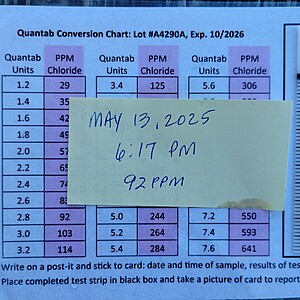 Quantab Conversion Chart: Lot #A4290A, Exp. 10/2026
Quantab Units PPM Chloride Quantab Units PPM Chloride Quantab Units PPM Chloride
1.2 29 3.4 125 5.6 306
1.4 35
1.6 42
1.8 49
2.0 57
2.2 65
2.4 74
2.6
2.8 92 5.0 244 7.2 550
3.0 103 5.2 264 7.4 593
3.2 114 5.4 284 7.6 641
MAY 13, 2025
6:17 PM
92 PPM
Write on a post-it and stick to card: date and time of sample, results of tes
Place completed test strip in black box and take a picture of card to report